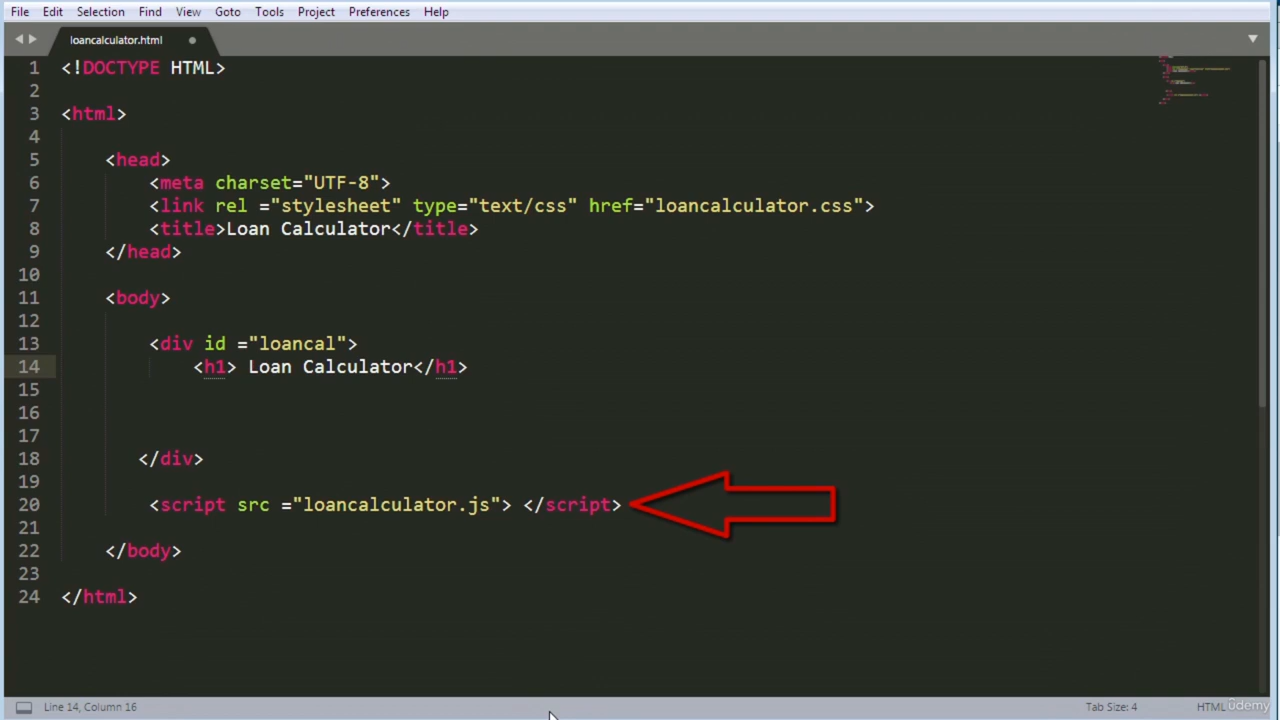 File Edit Selection Find View Goto Tools Project Preferences Help
loancalculator.html
1 <!DOCTYPE HTML>
2
3 <html>
4
5 <head>
6 <meta charset="UTF-8">
7 <link rel ="stylesheet" type="text/css" href="loancalculator.css">
8 <title>Loan Calculator</title>
9 </head>
10
11 <body>
12
13 <div id ="loancal">
14 <h1> Loan Calculator</h1>
15
16
17
18 </div>
19
20 <script src ="loancalculator.js"> </script>
21
22 </body>
23
24 </html>
Line 14, Column 16 Tab Size: 4 HTML ûdemy